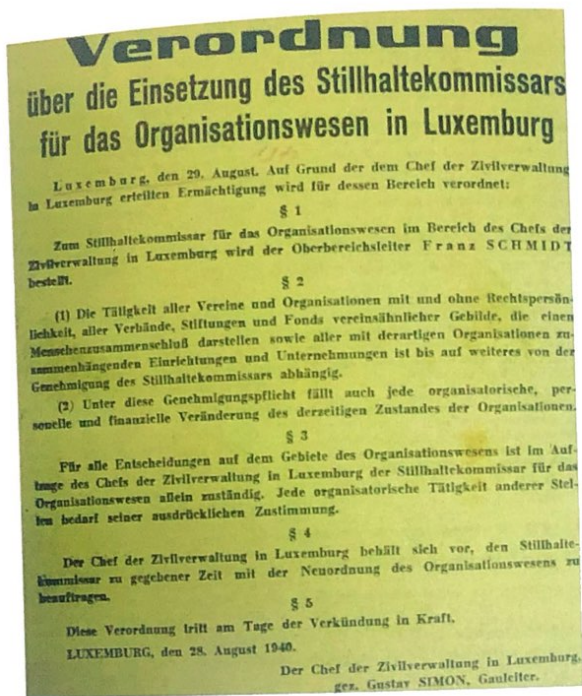 Verordnung
über die Einsetzung des Stillhaltekommissars
für das Organisationswesen in Luxemburg
Luxemburg, den 29. August. Auf Grund der dem Chef der Zivilverwaltung
in Luxemburg erteilten Ermächtigung wird für dessen Bereich verordnet:
§ 1
Zum Stillhaltekommissar für das Organisationswesen im Bereich des Chefs der
Zivilverwaltung in Luxemburg wird der Oberbereichsleiter Franz SCHMIDT
bestellt.
§ 2
(1) Die Tätigkeit aller Vereine und Organisationen mit und ohne Rechtspersön-
lichkeit, aller Verbände, Stiftungen und Fonds vereinsähnlicher Gebilde, die einen
Menschenzusammenschluß darstellen sowie aller mit derartigen Organisationen zu-
sammenhängenden Einrichtungen und Unternehmungen ist bis auf weiteres von der
Genehmigung des Stillhaltekommissars abhängig.
(2) Unter diese Genehmigungspflicht fällt auch jede organisatorische, per-
sonelle und finanzielle Veränderung des derzeitigen Zustandes der Organisationen.
§ 3
Für alle Entscheidungen auf dem Gebiete des Organisationswesens ist im Auf-
trage des Chefs der Zivilverwaltung in Luxemburg der Stillhaltekommissar für das
Organisationswesen allein zuständig. Jede organisatorische Tätigkeit anderer Stel-
len bedarf seiner ausdrücklichen Zustimmung.
§ 4
Der Chef der Zivilverwaltung in Luxemburg behält sich vor, den Stillhalte-
kommissar zu gegebener Zeit mit der Neuordnung des Organisationswesens zu
beauftragen.
§ 5
Diese Verordnung tritt am Tage der Verkündung in Kraft.
LUXEMBURG, den 28. August 1940.
Der Chef der Zivilverwaltung in Luxemburg,
gez. Gustav SIMON, Gauleiter.